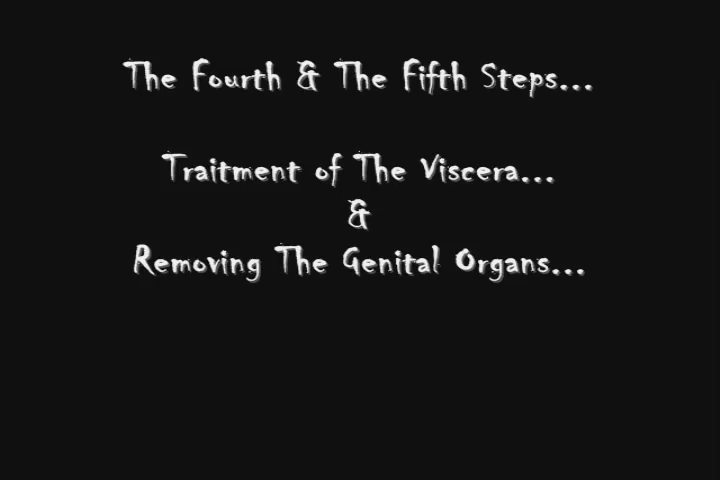 The Fourth & The Fifth Steps...
Traitment of The Viscera...
&
Removing The Genital Organs...